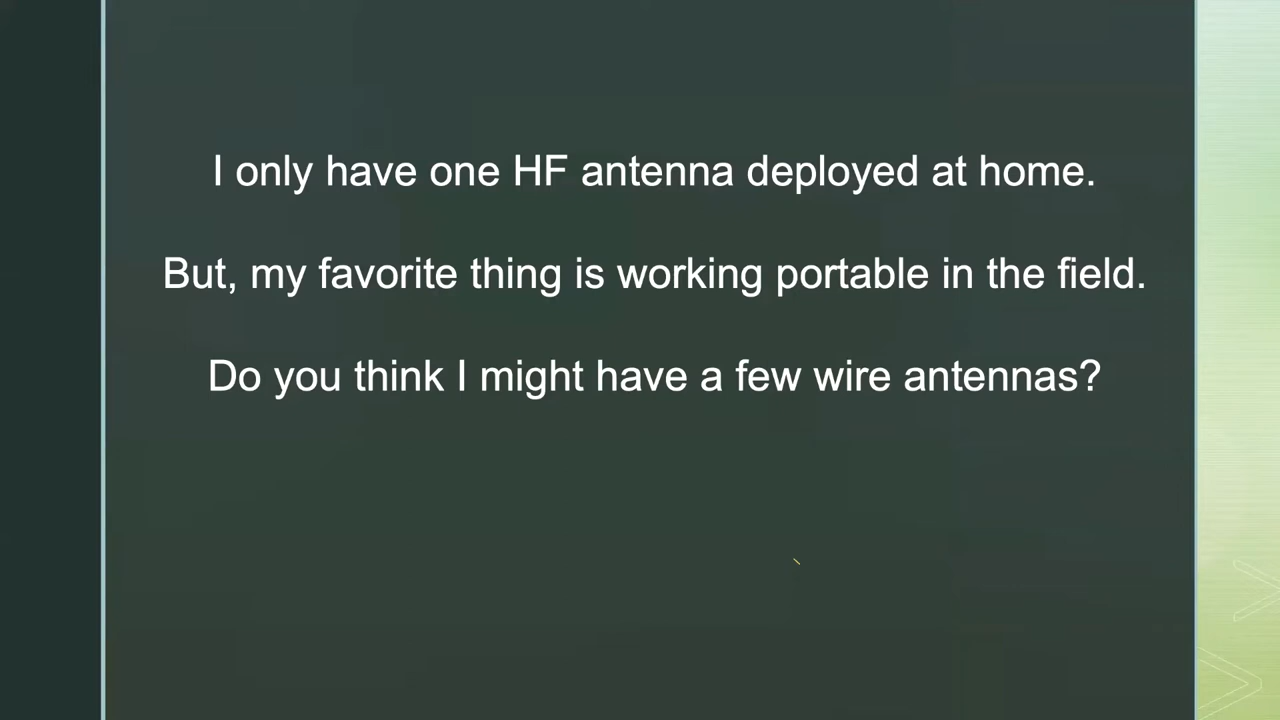 I only have one HF antenna deployed at home.
But, my favorite thing is working portable in the field.
Do you think I might have a few wire antennas?